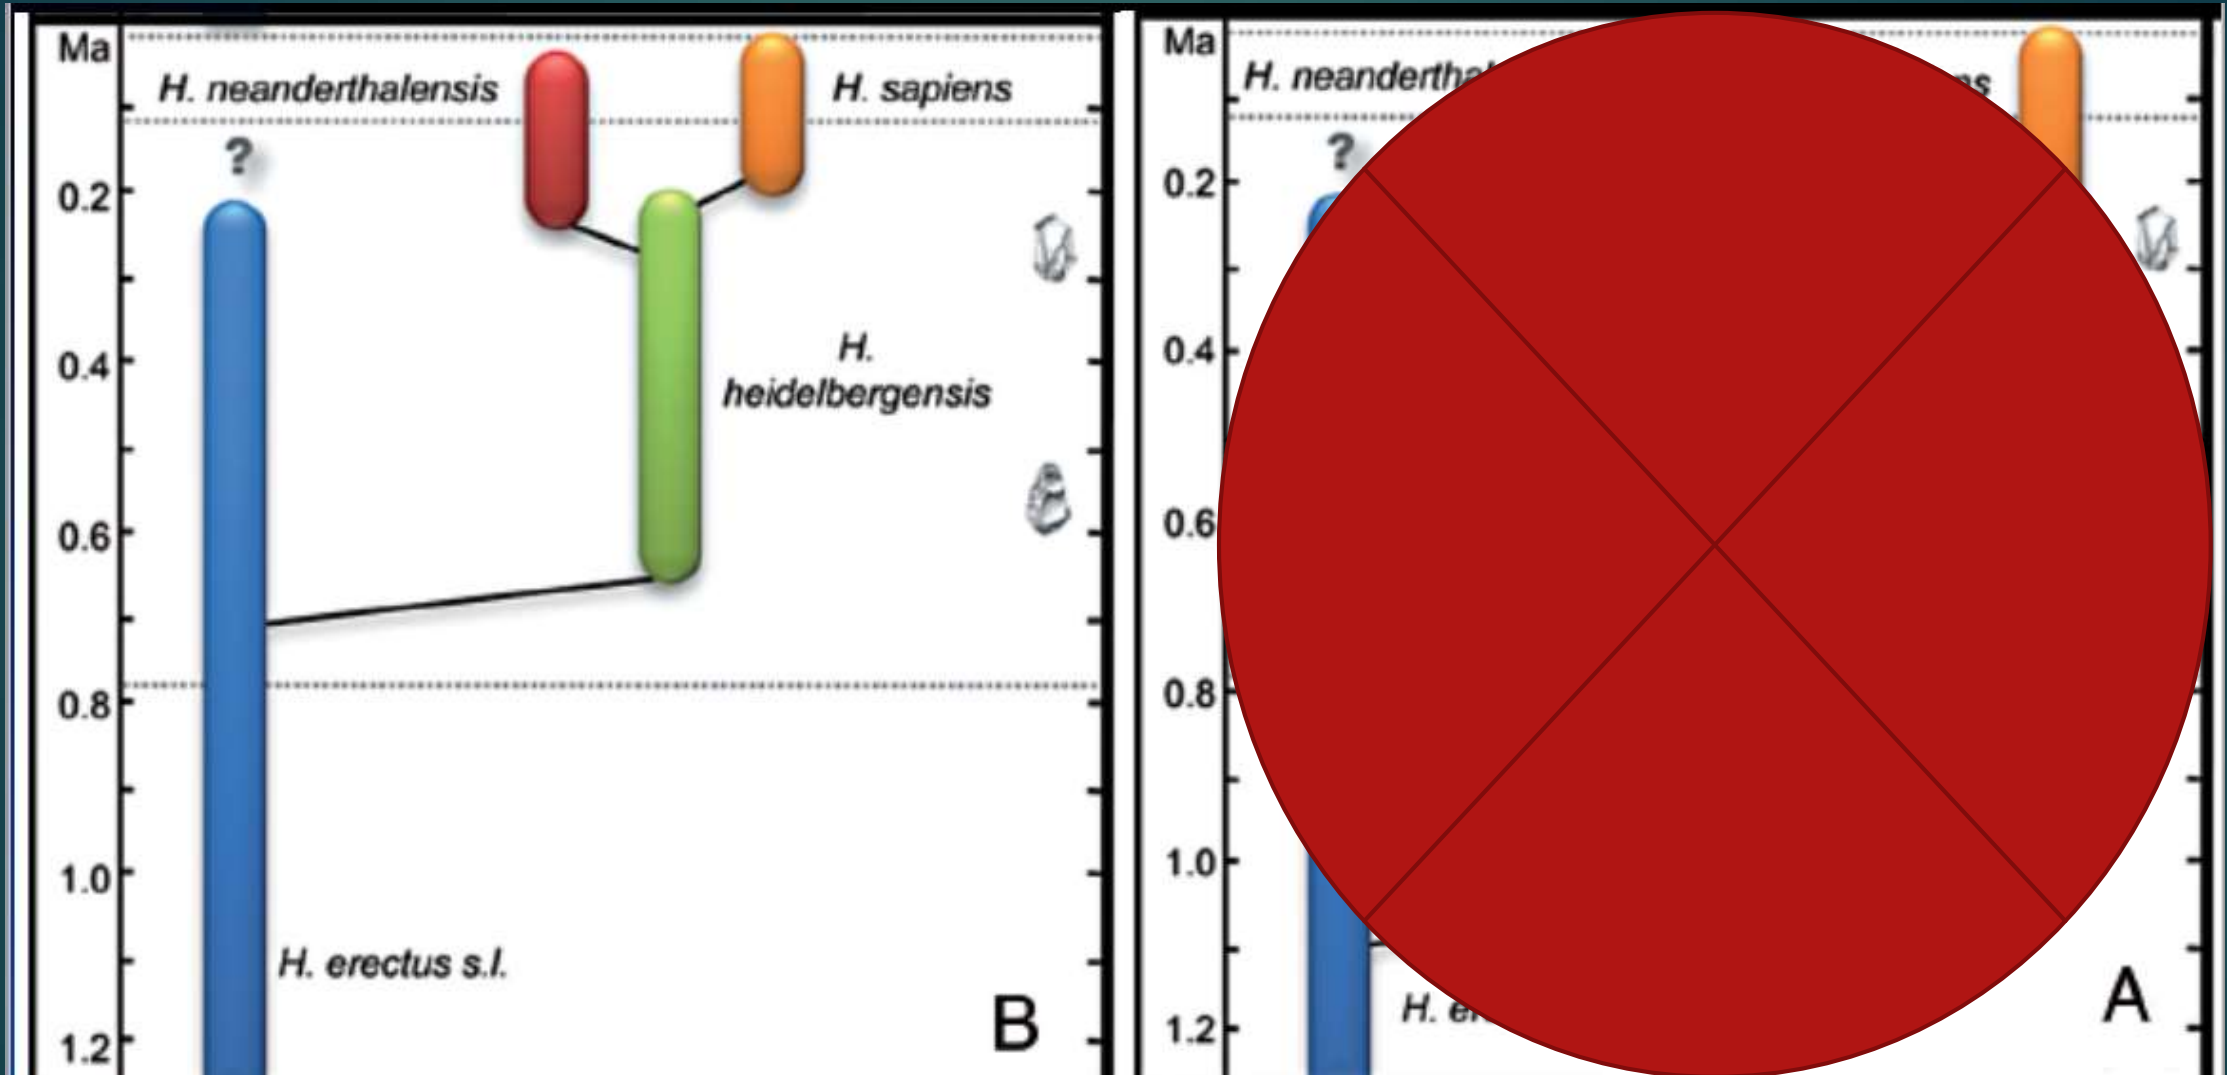 Ma
H. neanderthalensis
H. sapiens
?
0.2
H.
heidelbergensis
0.4
0.6
0.8
1.0
H. erectus s.l.
B
1.2
Ma
H.
?
0.2
0.4
0.6
0.8
1.0
A
H.
1.2